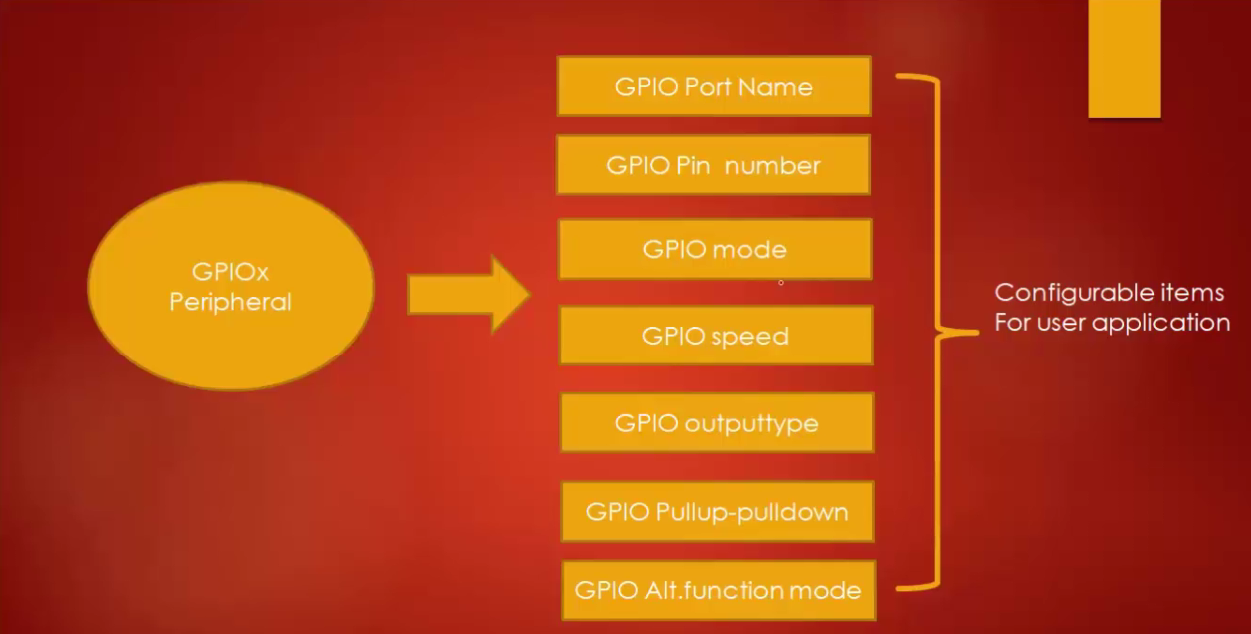 GPIOx
Peripheral
GPIO Port Name
GPIO Pin number
GPIO mode
GPIO speed
GPIO outputtype
GPIO Pullup-pulldown
GPIO Alt.function mode
Configurable items
For user application